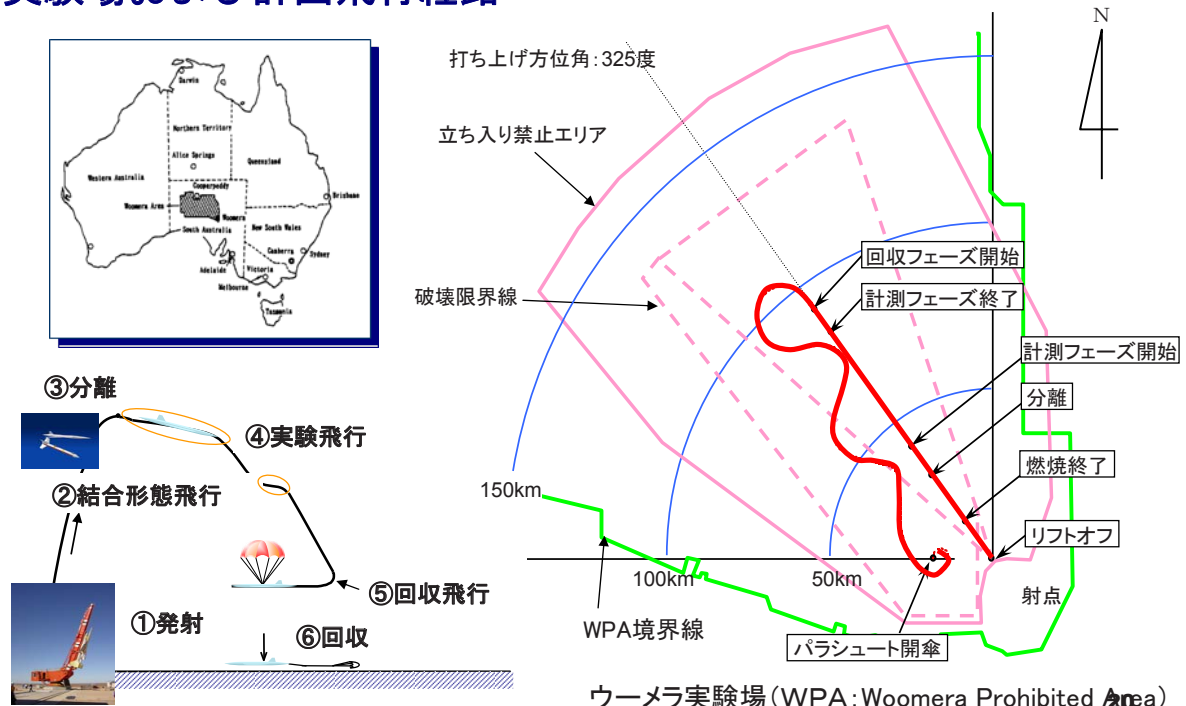 実験場および計画飛行経路
Darwin
Northern Territory
Alice Springs
Queensland
Western Australia
Cooperpeddy
Woomera Area
Woomera
Brisbane
South Australia
New South Wales
Canberra
Sydney
Adelaide
Victoria
Melbourne
Tasmania
③分離
④実験飛行
②結合形態飛行
⑤回収飛行
①発射
⑥回収
N
打ち上げ方位角:325度
立ち入り禁止エリア
回収フェーズ開始
計測フェーズ終了
破壊限界線
計測フェーズ開始
分離
燃焼終了
150km
リフトオフ
100km
50km
射点
WPA境界線
パラシュート開傘
ウーメラ実験場(WPA:Woomera Prohibited Area)